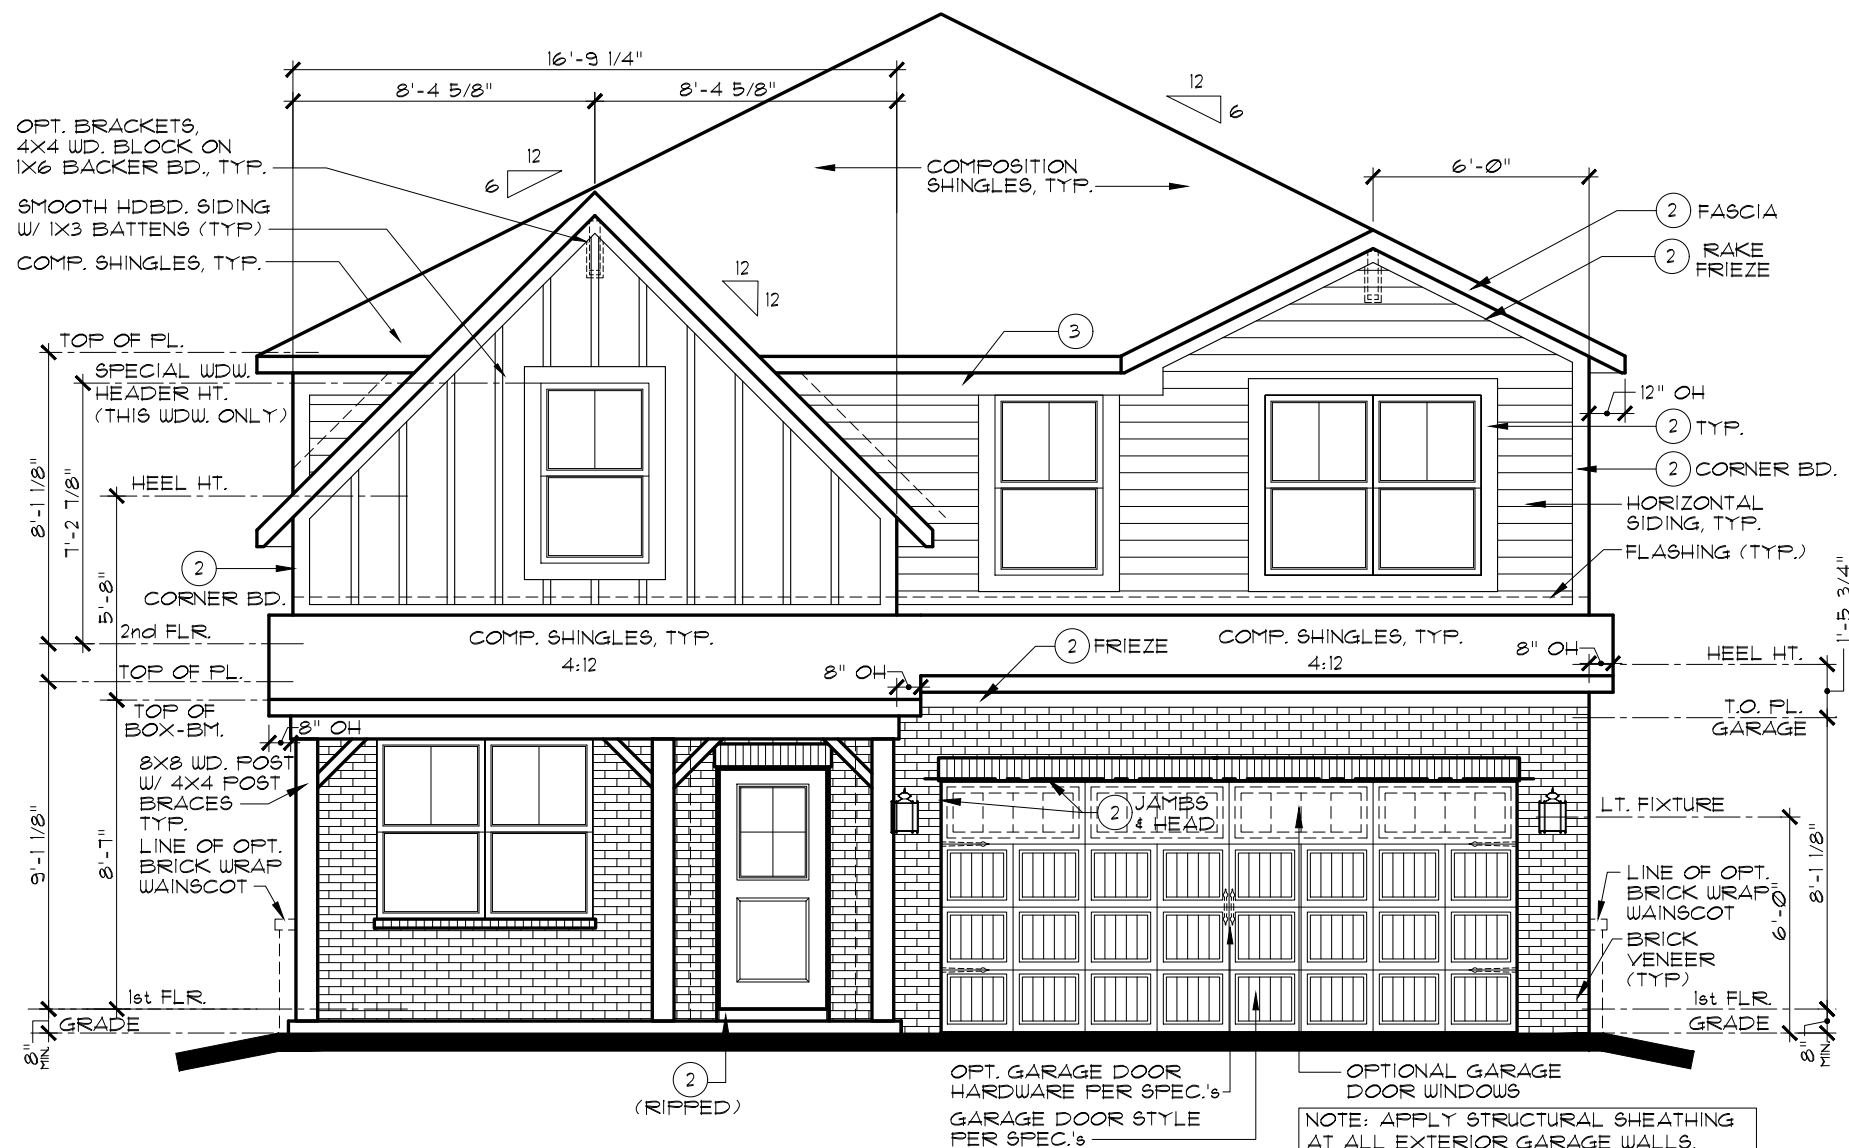 16'-9 1/4"
8'-4 5/8"
8'-4 5/8"
12
6
OPT. BRACKETS,
4X4 WD. BLOCK ON
1X6 BACKER BD., TYP.
12
6
COMPOSITION
SHINGLES, TYP.
6'-0"
SMOOTH HDBD. SIDING
W/ 1X3 BATTENS (TYP)
COMP. SHINGLES, TYP.
2 FASCIA
2 RAKE
FRIEZE
12
12
3
TOP OF PL.
SPECIAL WDW.
HEADER HT.
(THIS WDW. ONLY)
12" OH
2 TYP.
2 CORNER BD.
HEEL HT.
8'-1 1/8"
7'-2 7/8"
HORIZONTAL
SIDING, TYP.
FLASHING (TYP.)
2
CORNER BD.
5'-8"
1'-5 3/4"
2nd FLR.
COMP. SHINGLES, TYP.
4:12
2 FRIEZE
COMP. SHINGLES, TYP.
4:12
8" OH
8" OH
HEEL HT.
TOP OF PL.
TOP OF
BOX-BM.
8" OH
T.O. PL.
GARAGE
8X8 WD. POST
W/ 4X4 POST
BRACES
TYP.
2 JAMBS
& HEAD
LT. FIXTURE
LINE OF OPT.
BRICK WRAP
WAINSCOT
9'-1 1/8"
8'-7"
8'-1 1/8"
6'-0"
LINE OF OPT.
BRICK WRAP
WAINSCOT
BRICK
VENEER
(TYP)
1st FLR.
GRADE
8"
MIN.
1st FLR.
GRADE
8"
MIN.
2
(RIPPED)
OPT. GARAGE DOOR
HARDWARE PER SPEC.'s
GARAGE DOOR STYLE
PER SPEC.'s
OPTIONAL GARAGE
DOOR WINDOWS
NOTE: APPLY STRUCTURAL SHEATHING
AT ALL EXTERIOR GARAGE WALLS.